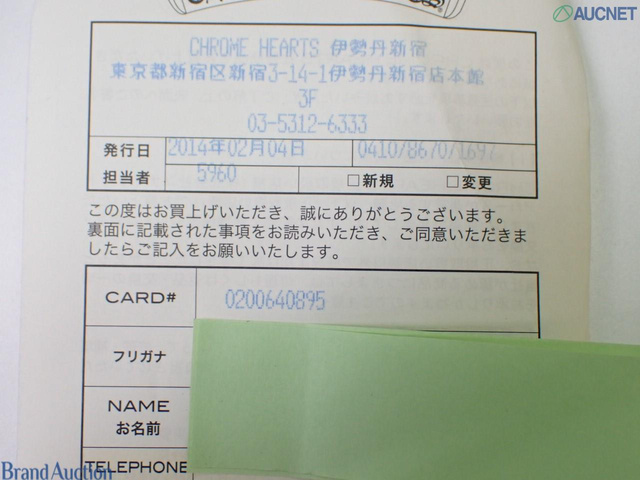 AUCNET
CHROME HEARTS 伊勢丹新宿
東京都新宿区新宿3-14-1伊勢丹新宿店本館
3F
03-5312-6333
発行日 2014年02月04日 0410/8670/1697
担当者 5960 □新規 □変更
この度はお買上げいただき、誠にありがとうございます。
裏面に記載された事項をお読みいただき、ご同意いただきま
したらご記入をお願いいたします。
CARD# 0200640895
フリガナ
NAME
お名前
TELEPHONE
Brand Auction